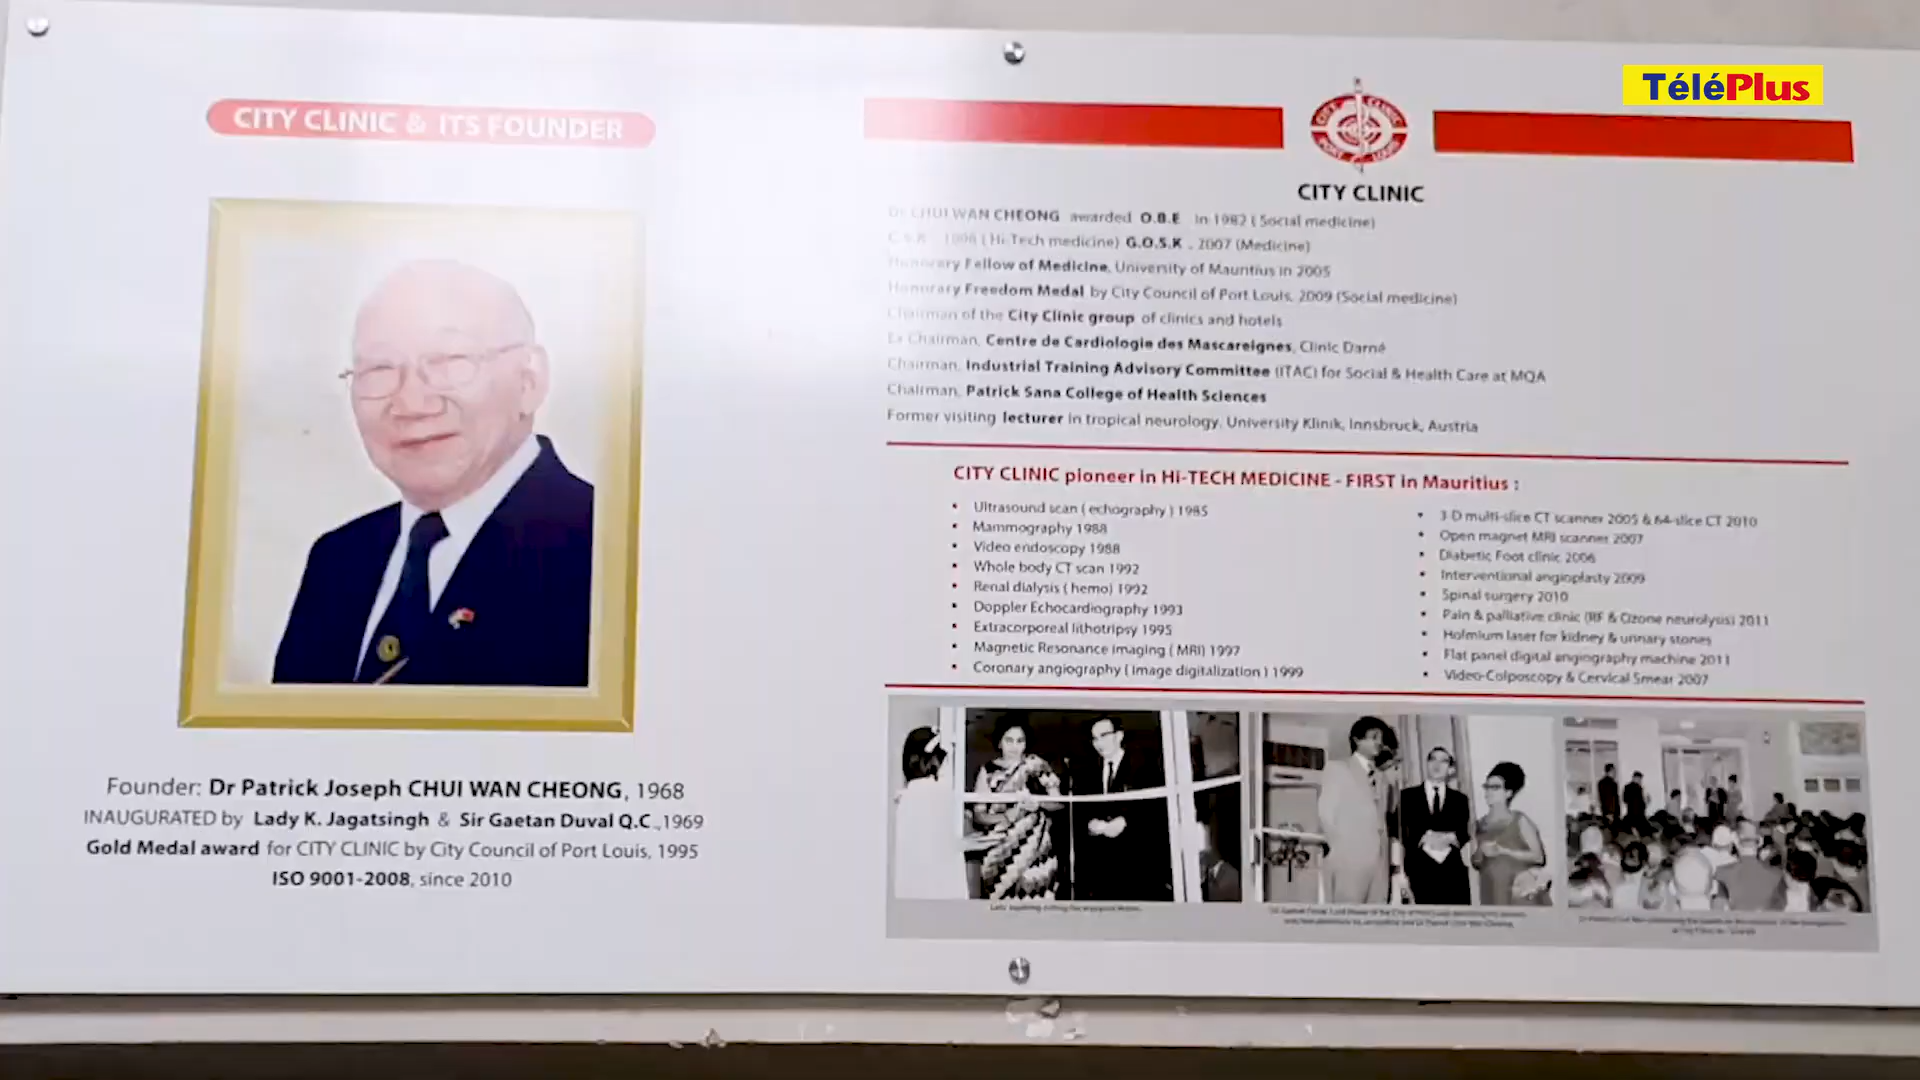 TéléPlus
CITY CLINIC & ITS FOUNDER
CITY CLINIC PORT LOUIS
CITY CLINIC
Dr CHUI WAN CHEONG awarded O.B.E in 1982 ( Social medicine)
1996 ( Hi-Tech medicine) G.O.S.K , 2007 (Medicine)
Honorary Fellow of Medicine, University of Mauritius in 2005
Honorary Freedom Medal by City Council of Port Louis, 2009 (Social medicine)
Chairman of the City Clinic group of clinics and hotels
Ex Chairman, Centre de Cardiologie des Mascareignes, Clinic Darné
Chairman, Industrial Training Advisory Committee (ITAC) for Social & Health Care at MQA
Chairman, Patrick Sana College of Health Sciences
Former visiting lecturer in tropical neurology, University Klinik, Innsbruck, Austria
CITY CLINIC pioneer in Hi-TECH MEDICINE - FIRST in Mauritius :
• Ultrasound scan ( echography ) 1985
• Mammography 1988
• Video endoscopy 1988
• Whole body CT scan 1992
• Renal dialysis ( hemo) 1992
• Doppler Echocardiography 1993
• Extracorporeal lithotripsy 1995
• Magnetic Resonance imaging ( MRI) 1997
• Coronary angiography ( image digitalization ) 1999
• 3-D multi-slice CT scanner 2005 & 64-slice CT 2010
• Open magnet MRI scanner 2007
• Diabetic Foot clinic 2006
• Interventional angioplasty 2009
• Spinal surgery 2010
• Pain & palliative clinic (RF & Ozone neurolysis) 2011
• Holmium laser for kidney & urinary stones
• Flat panel digital angiography machine 2011
• Video-Colposcopy & Cervical Smear 2007
Founder: Dr Patrick Joseph CHUI WAN CHEONG, 1968
INAUGURATED by Lady K. Jagatsingh & Sir Gaetan Duval Q.C.,1969
Gold Medal award for CITY CLINIC by City Council of Port Louis, 1995
ISO 9001-2008, since 2010